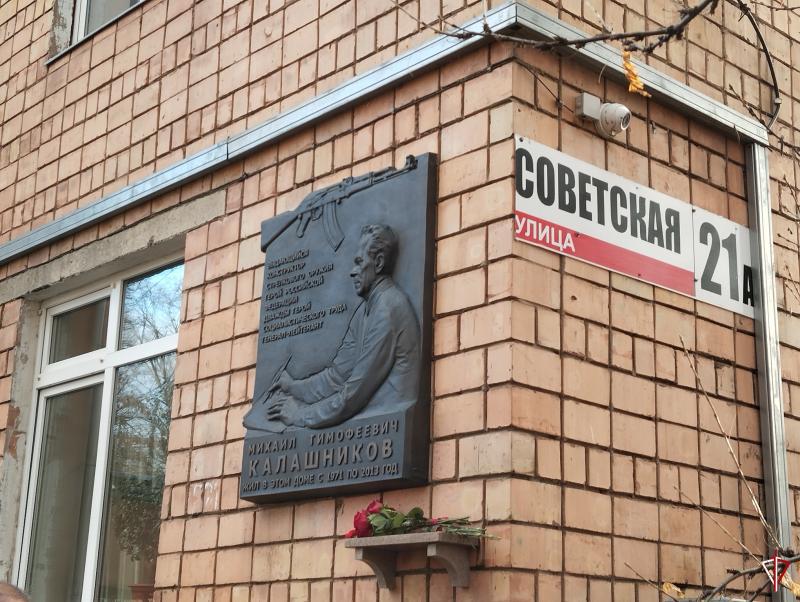 ВЫДАЮЩИЙСЯ
КОНСТРУКТОР
СТРЕЛКОВОГО ОРУЖИЯ
ГЕРОЙ РОССИЙСКОЙ
ФЕДЕРАЦИИ
ДВАЖДЫ ГЕРОЙ
СОЦИАЛИСТИЧЕСКОГО ТРУДА
ГЕНЕРАЛ-ЛЕЙТЕНАНТ
МИХАИЛ ТИМОФЕЕВИЧ
КАЛАШНИКОВ
ЖИЛ В ЭТОМ ДОМЕ С 1971 ПО 2013 ГОД
СОВЕТСКАЯ
УЛИЦА
21А